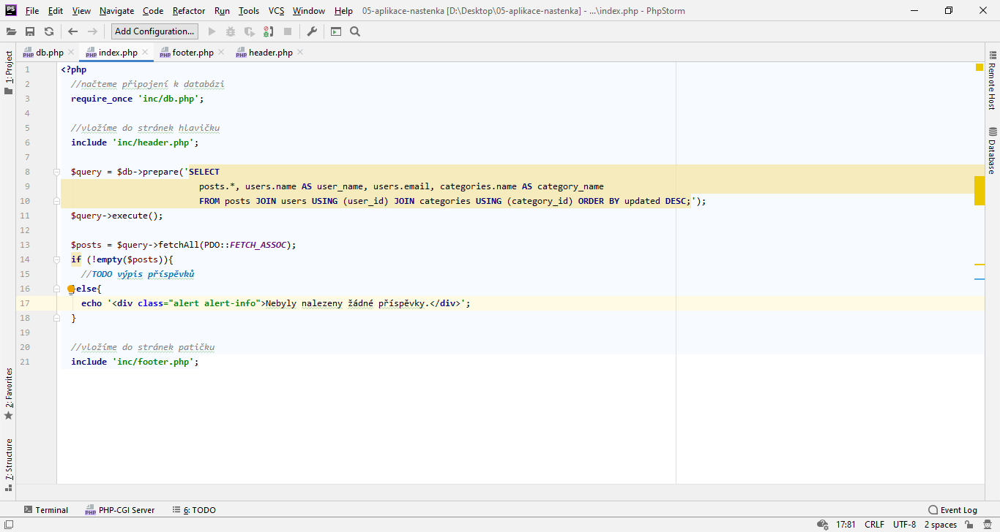 PS File Edit View Navigate Code Refactor Run Tools VCS Window Help 05-aplikace-nastenka [D:\Desktop\05-aplikace-nastenka] - ...\index.php - PhpStorm
Add Configuration...
PHP db.php PHP index.php PHP footer.php PHP header.php
1: Project
2: Favorites
7: Structure
1 <?php
2 //načteme připojení k databázi
3 require_once 'inc/db.php';
4
5 //vložíme do stránek hlavičku
6 include 'inc/header.php';
7
8 $query = $db->prepare('SELECT
9 posts.*, users.name AS user_name, users.email, categories.name AS category_name
10 FROM posts JOIN users USING (user_id) JOIN categories USING (category_id) ORDER BY updated DESC;');
11 $query->execute();
12
13 $posts = $query->fetchAll(PDO::FETCH_ASSOC);
14 if (!empty($posts)){
15 //TODO výpis příspěvků
16 }else{
17 echo '<div class="alert alert-info">Nebyly nalezeny žádné příspěvky.</div>';
18 }
19
20 //vložíme do stránek patičku
21 include 'inc/footer.php';
Remote Host
Database
Terminal PHP PHP-CGI Server 6: TODO Event Log
17:81 CRLF UTF-8 2 spaces